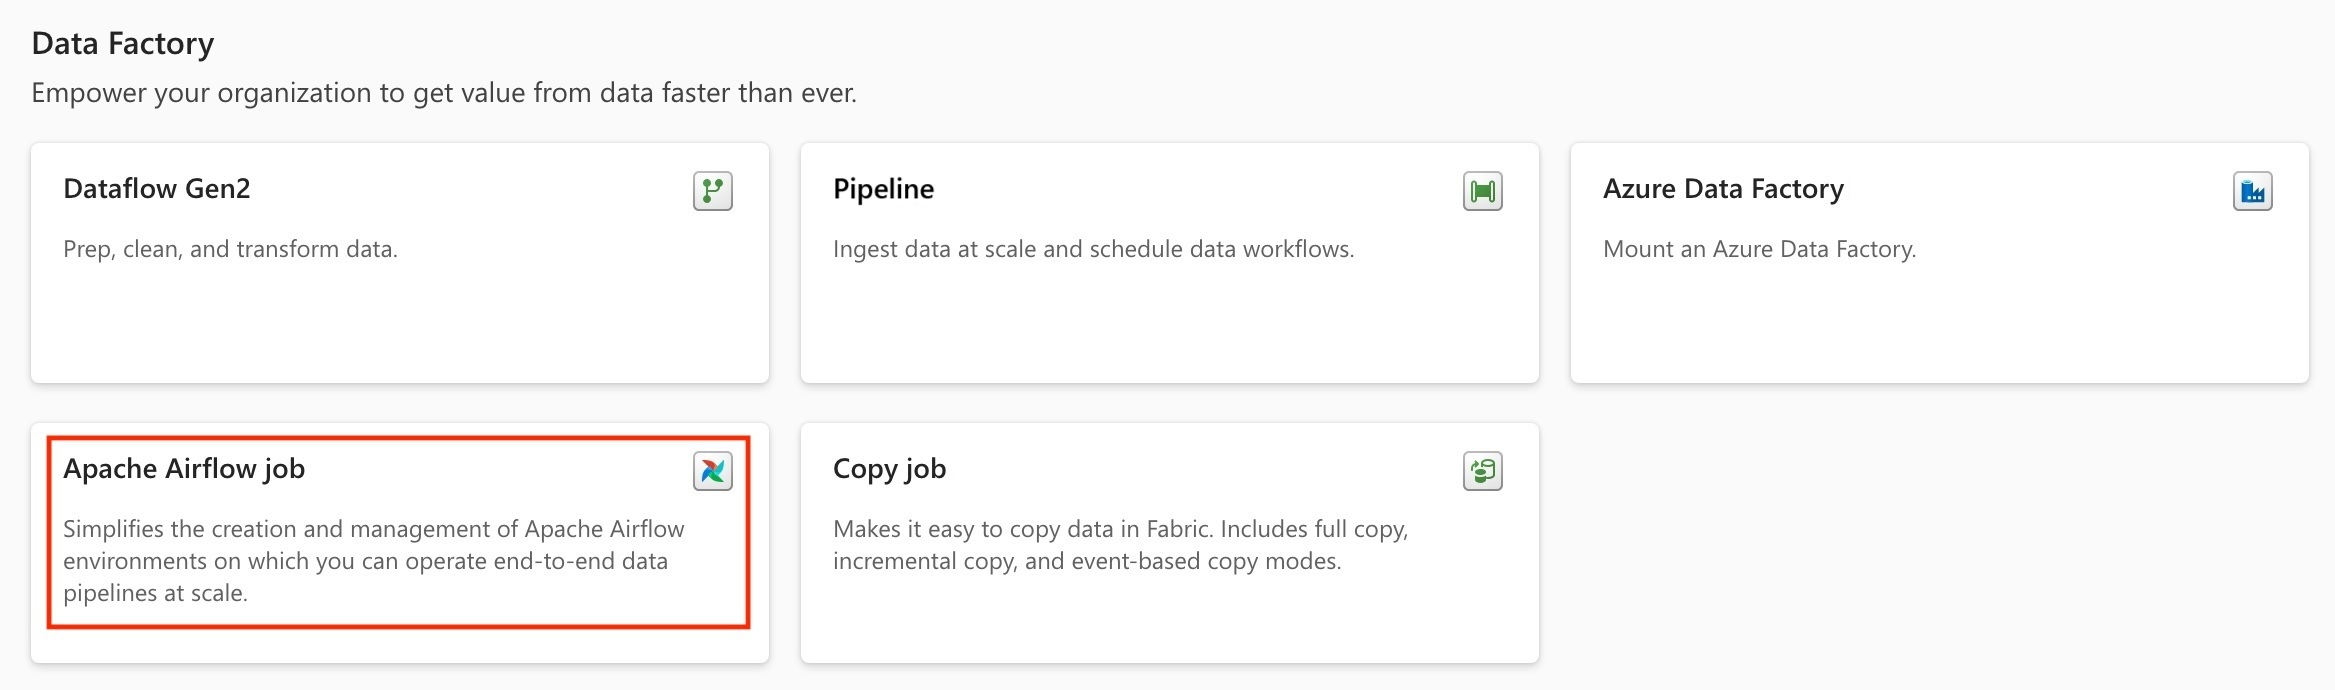 Data Factory
Empower your organization to get value from data faster than ever.
Dataflow Gen2
Prep, clean, and transform data.
Pipeline
Ingest data at scale and schedule data workflows.
Azure Data Factory
Mount an Azure Data Factory.
Apache Airflow job
Simplifies the creation and management of Apache Airflow
environments on which you can operate end-to-end data
pipelines at scale.
Copy job
Makes it easy to copy data in Fabric. Includes full copy,
incremental copy, and event-based copy modes.